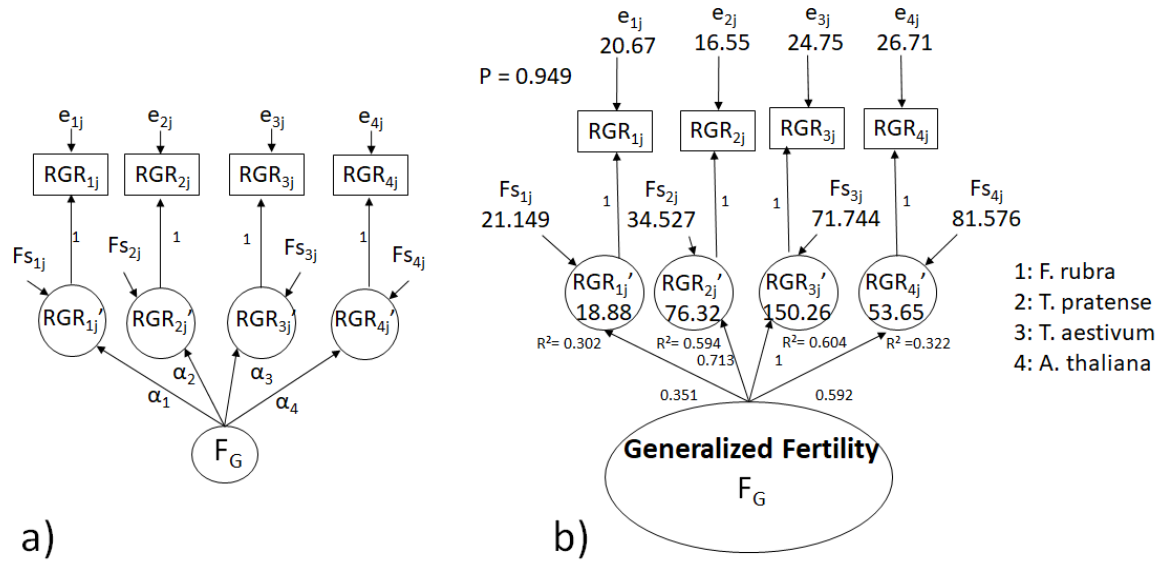 e1j e2j e3j e4j
RGR1j RGR2j RGR3j RGR4j
1 1 1 1
Fs1j Fs2j Fs3j Fs4j
RGR1j′ RGR2j′ RGR3j′ RGR4j′
α1 α2 α3 α4
FG
a)
e1j e2j e3j e4j
20.67 16.55 24.75 26.71
P = 0.949
RGR1j RGR2j RGR3j RGR4j
Fs1j Fs2j Fs3j Fs4j
21.149 1 34.527 1 1 71.744 1 81.576
RGR1j′ RGR2j′ RGR3j′ RGR4j′
18.88 76.32 150.26 53.65
R²= 0.302 R²= 0.594 R²= 0.604 R² =0.322
0.713 1
0.351 0.592
Generalized Fertility
FG
b)
1: F. rubra
2: T. pratense
3: T. aestivum
4: A. thaliana